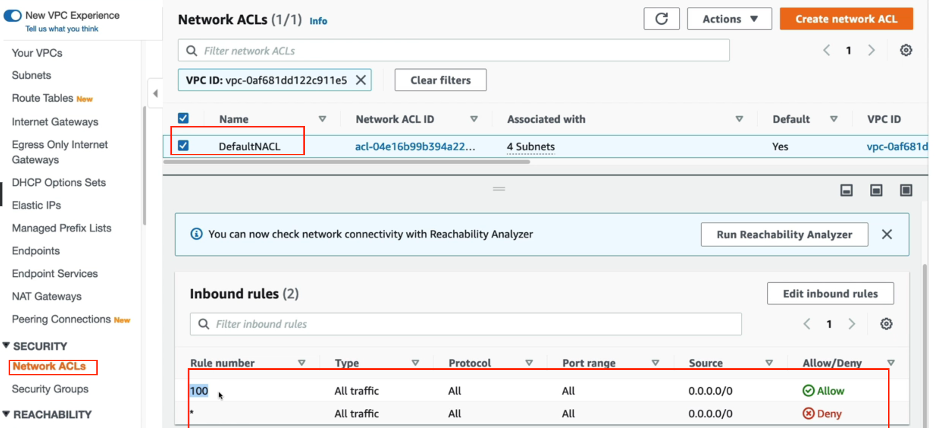 New VPC Experience
Tell us what you think
Your VPCs
Subnets
Route Tables New
Internet Gateways
Egress Only Internet
Gateways
DHCP Options Sets
Elastic IPs
Managed Prefix Lists
Endpoints
Endpoint Services
NAT Gateways
Peering Connections New
SECURITY
Network ACLs
Security Groups
REACHABILITY
Network ACLs (1/1) Info
Actions
Create network ACL
Filter network ACLs
1
VPC ID: vpc-0af681dd122c911e5
Clear filters
Name Network ACL ID Associated with Default VPC ID
DefaultNACL acl-04e16b99b394a22... 4 Subnets Yes vpc-0af681d
You can now check network connectivity with Reachability Analyzer
Run Reachability Analyzer
Inbound rules (2)
Edit inbound rules
Filter inbound rules
1
Rule number Type Protocol Port range Source Allow/Deny
100 All traffic All All 0.0.0.0/0 Allow
* All traffic All All 0.0.0.0/0 Deny